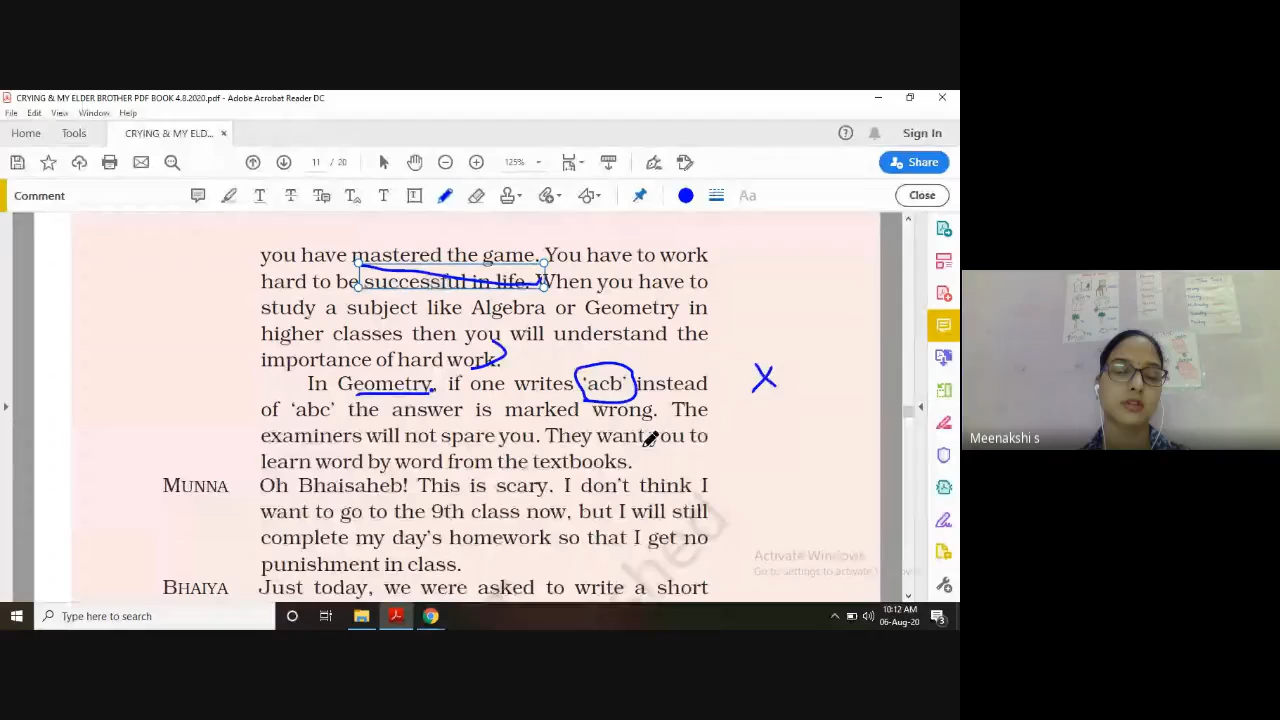 CRYING & MY ELDER BROTHER PDF BOOK 4.8.2020.pdf - Adobe Acrobat Reader DC
File Edit View Window Help
Home Tools CRYING & MY ELD... × Sign In
11 / 20 125% Share
Comment Aa Close
you have mastered the game. You have to work
hard to be successful in life. When you have to
study a subject like Algebra or Geometry in
higher classes then you will understand the
importance of hard work.
In Geometry, if one writes ‘acb’ instead
of ‘abc’ the answer is marked wrong. The
examiners will not spare you. They want you to
learn word by word from the textbooks.
MUNNA Oh Bhaisaheb! This is scary. I don’t think I
want to go to the 9th class now, but I will still
complete my day’s homework so that I get no
punishment in class.
BHAIYA Just today, we were asked to write a short
X
Activate Windows
Go to settings to activate Windows
Meenakshi s
Type here to search
10:12 AM
06-Aug-20
3